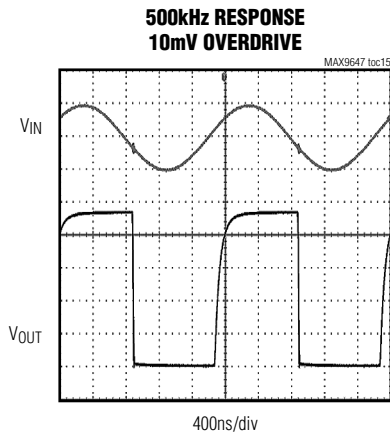 500kHz RESPONSE
10mV OVERDRIVE
MAX9647 toc15
VIN
VOUT
400ns/div